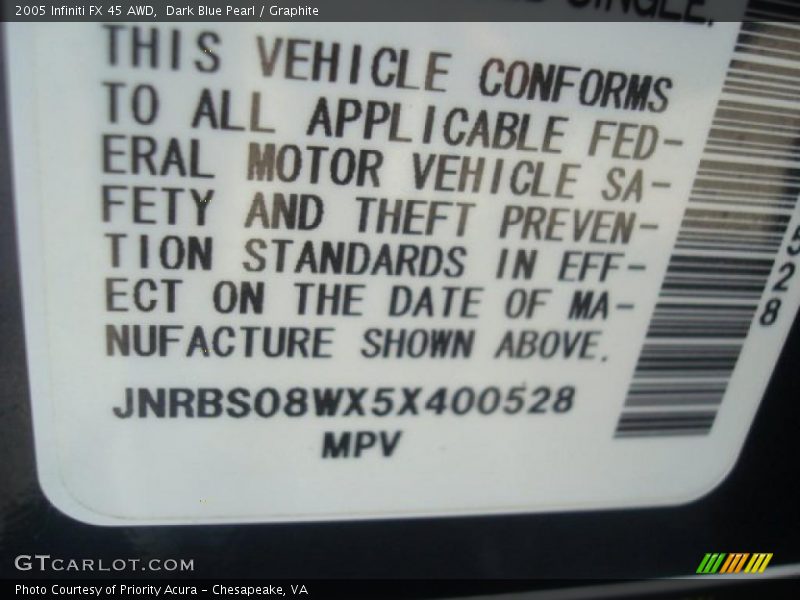 2005 Infiniti FX 45 AWD, Dark Blue Pearl / Graphite
SINGLE.
THIS VEHICLE CONFORMS
TO ALL APPLICABLE FED-
ERAL MOTOR VEHICLE SA-
FETY AND THEFT PREVEN-
TION STANDARDS IN EFF-
ECT ON THE DATE OF MA-
NUFACTURE SHOWN ABOVE.
JNRBS08WX5X400528
MPV
528
GTCARLOT.COM
Photo Courtesy of Priority Acura - Chesapeake, VA